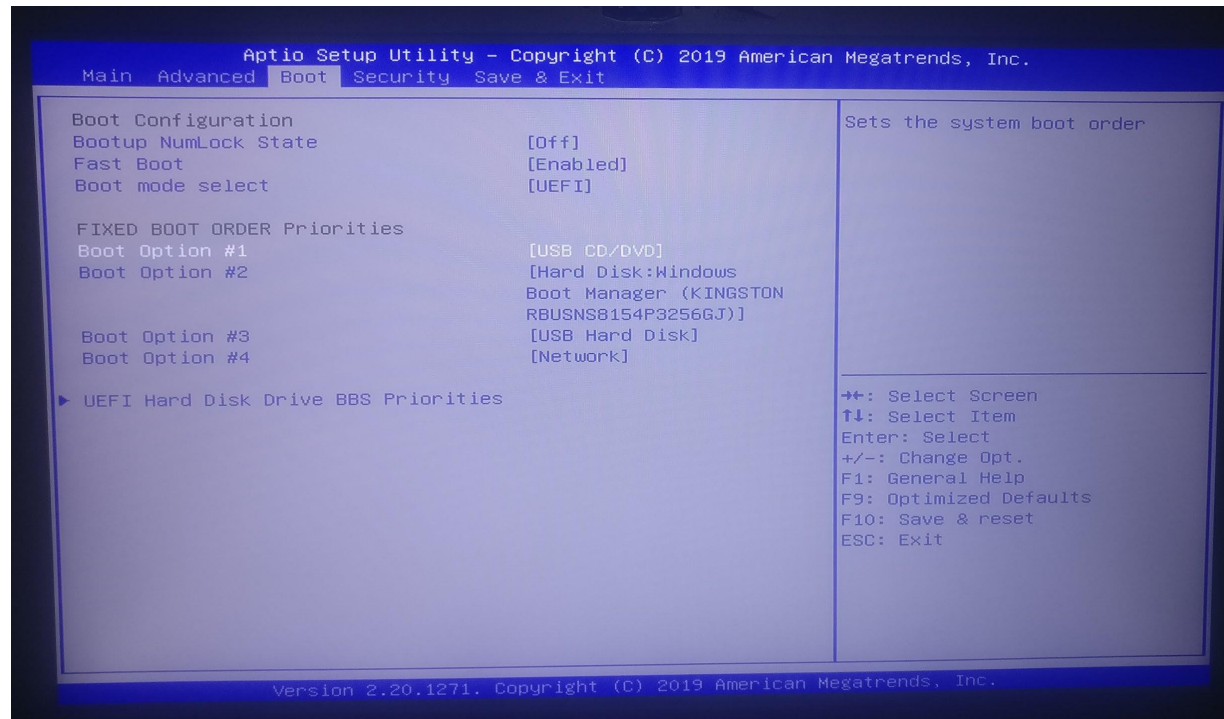 Aptio Setup Utility – Copyright (C) 2019 American Megatrends, Inc.
Main Advanced Boot Security Save & Exit
Boot Configuration
Bootup NumLock State [Off]
Fast Boot [Enabled]
Boot mode select [UEFI]
FIXED BOOT ORDER Priorities
Boot Option #1 [USB CD/DVD]
Boot Option #2 [Hard Disk:Windows
Boot Manager (KINGSTON
RBUSNS8154P3256GJ)]
Boot Option #3 [USB Hard Disk]
Boot Option #4 [Network]
▶ UEFI Hard Disk Drive BBS Priorities
Sets the system boot order
→←: Select Screen
↑↓: Select Item
Enter: Select
+/-: Change Opt.
F1: General Help
F9: Optimized Defaults
F10: Save & reset
ESC: Exit
Version 2.20.1271. Copyright (C) 2019 American Megatrends, Inc.